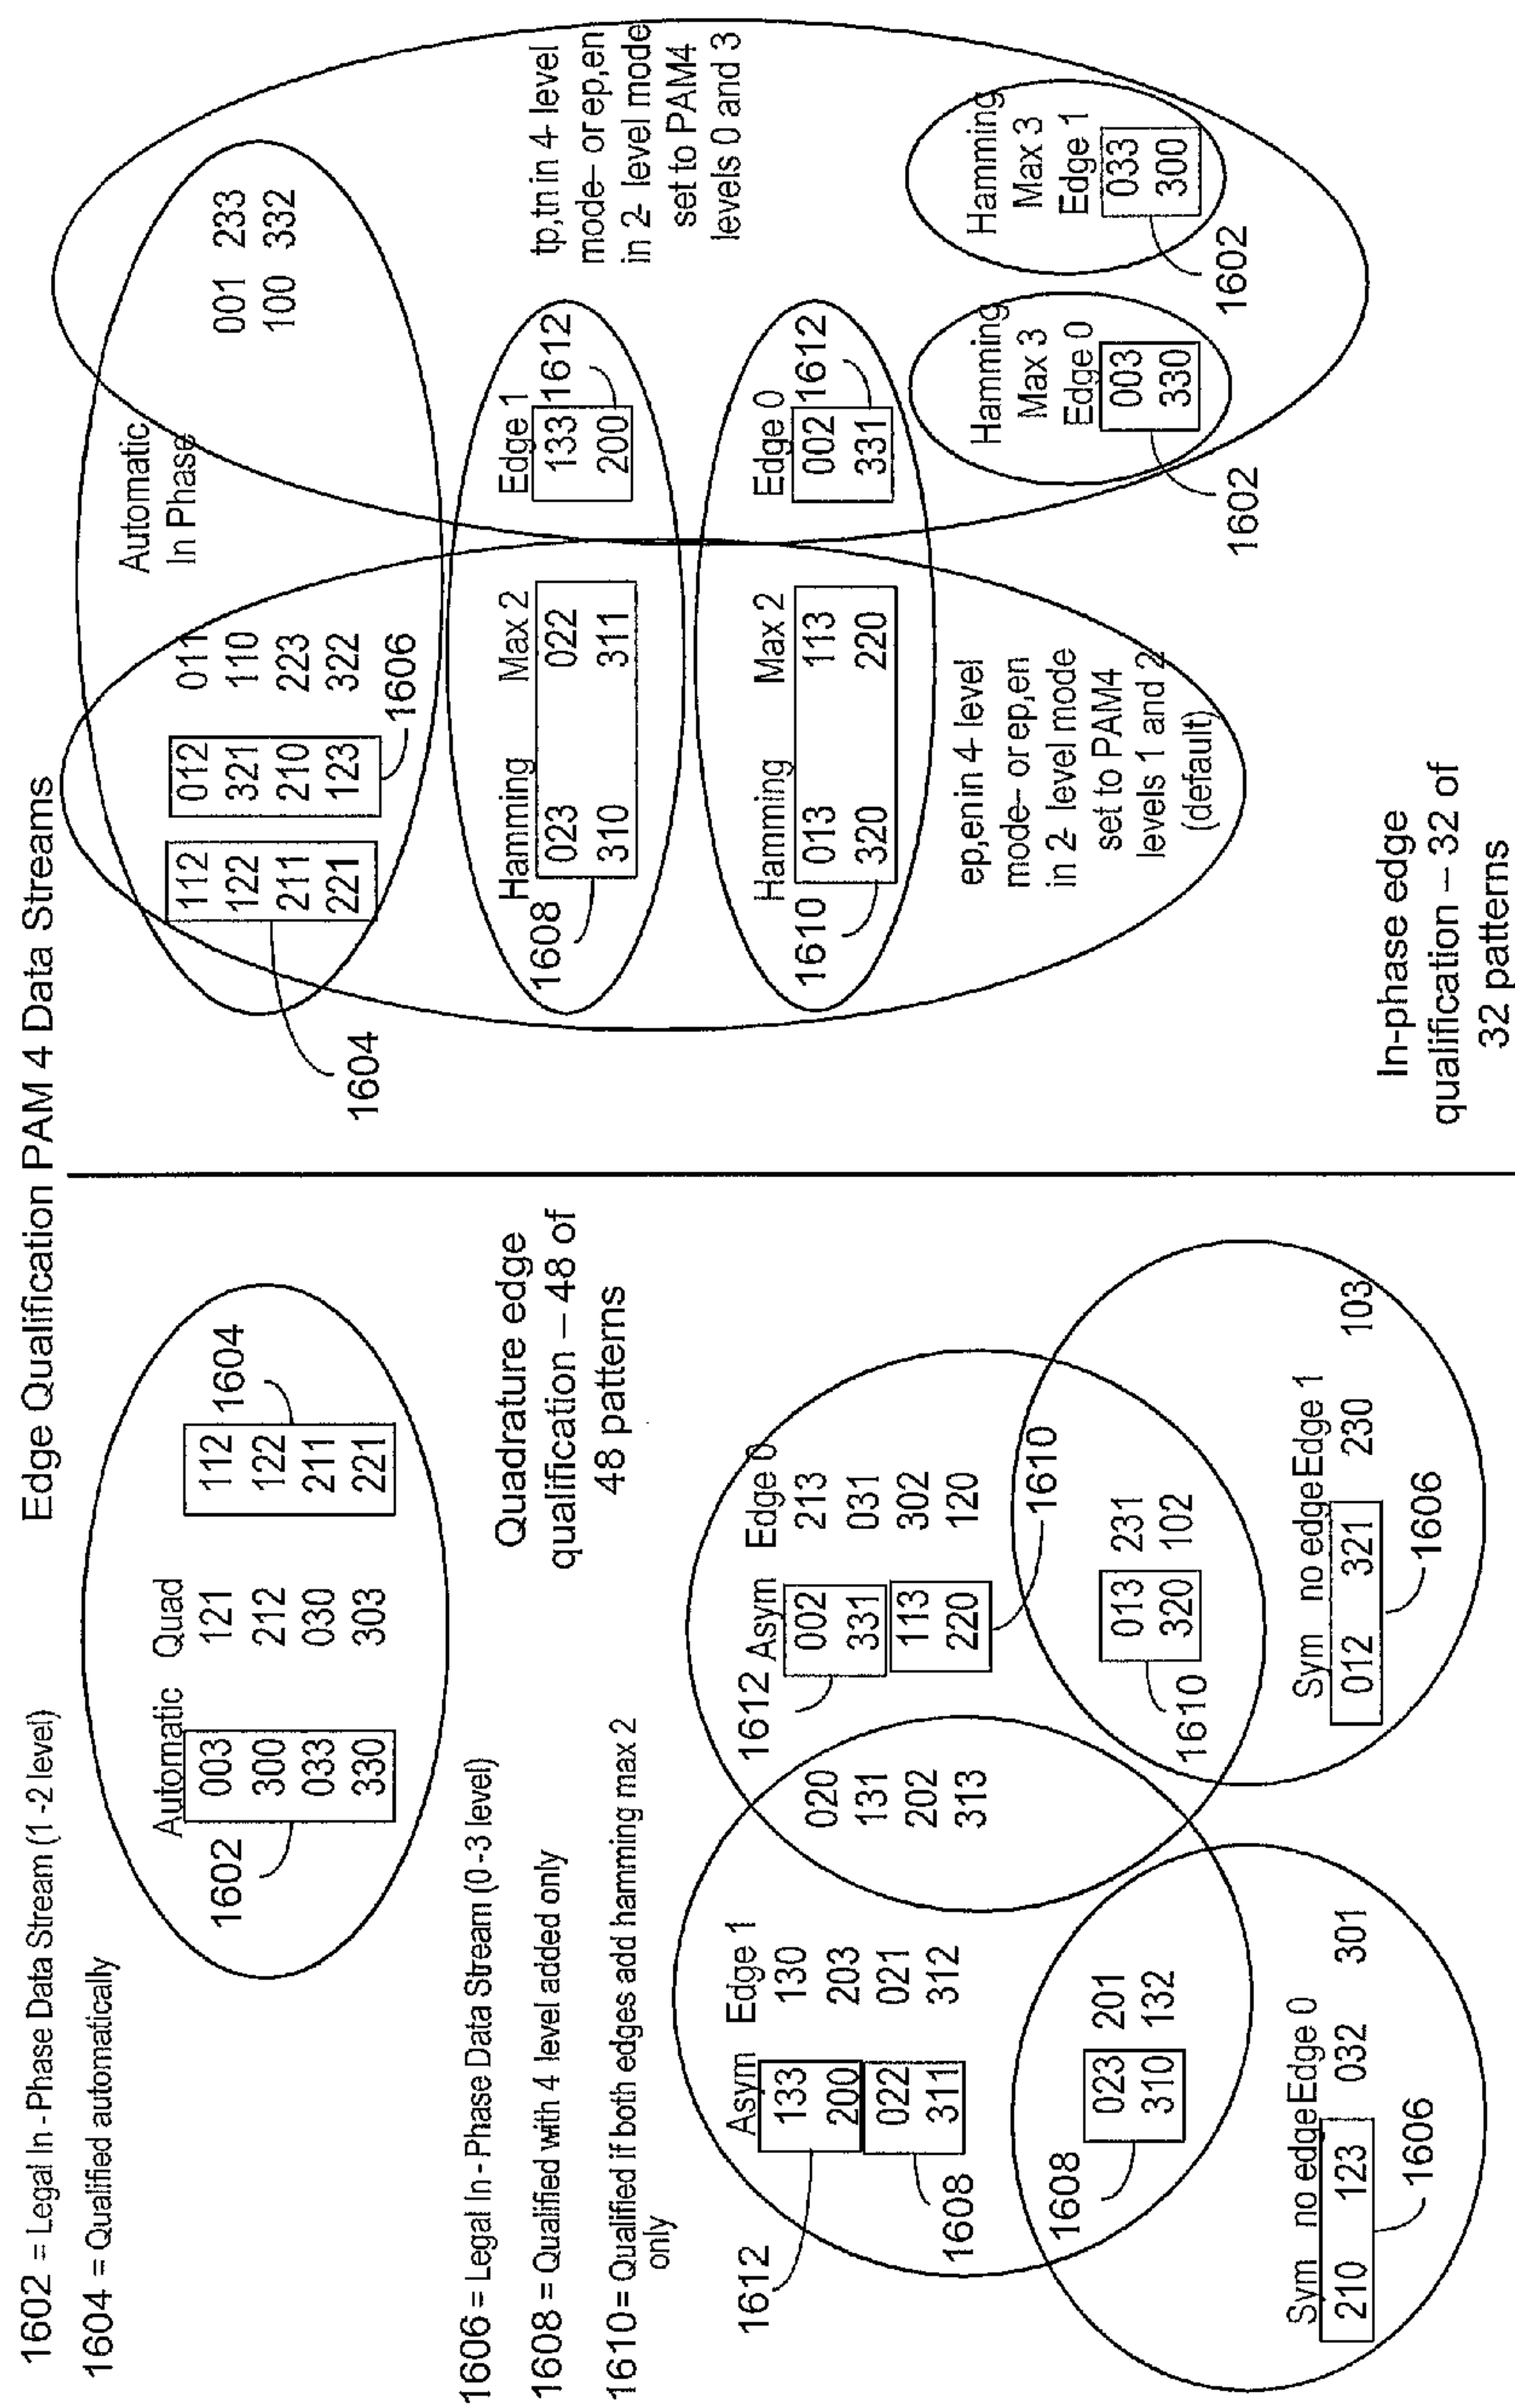 Edge Qualification PAM 4 Data Streams
1602 = Legal In - Phase Data Stream (1 -2 level)
1604 = Qualified automatically
1606 = Legal In - Phase Data Stream (0 -3 level)
1608 = Qualified with 4 level added only
1610 = Qualified if both edges add hamming max 2
only
Automatic Quad
003 121 112
300 212 122
033 030 211
330 303 221
1602
1604
Quadrature edge
qualification – 48 of
48 patterns
Asym Edge 1
133 130
200 203
022 021
311 312
1612
1608
020
131
202
313
Asym Edge 0
002 213
331 031
113 302
220 120
1612
1610
023 201
310 132
1608
013 231
320 102
1610
Sym no edge Edge 0
210 123 032 301
1606
Sym no edge Edge 1
012 321 230 103
1606
Automatic
In Phase
112 012 011
122 321 110
211 210 223
221 123 322
1604
1606
001 233
100 332
Hamming Max 2 Edge 1
023 022 133
310 311 200
1608
1612
Hamming Max 2 Edge 0
013 113 002
320 220 331
1610
1612
tp,tn in 4- level
mode– or ep,en
in 2- level mode
set to PAM4
levels 0 and 3
ep,en in 4- level
mode– or ep,en
in 2- level mode
set to PAM4
levels 1 and 2
(default)
Hamming
Max 3
Edge 0
003
330
1602
Hamming
Max 3
Edge 1
033
300
1602
In-phase edge
qualification – 32 of
32 patterns